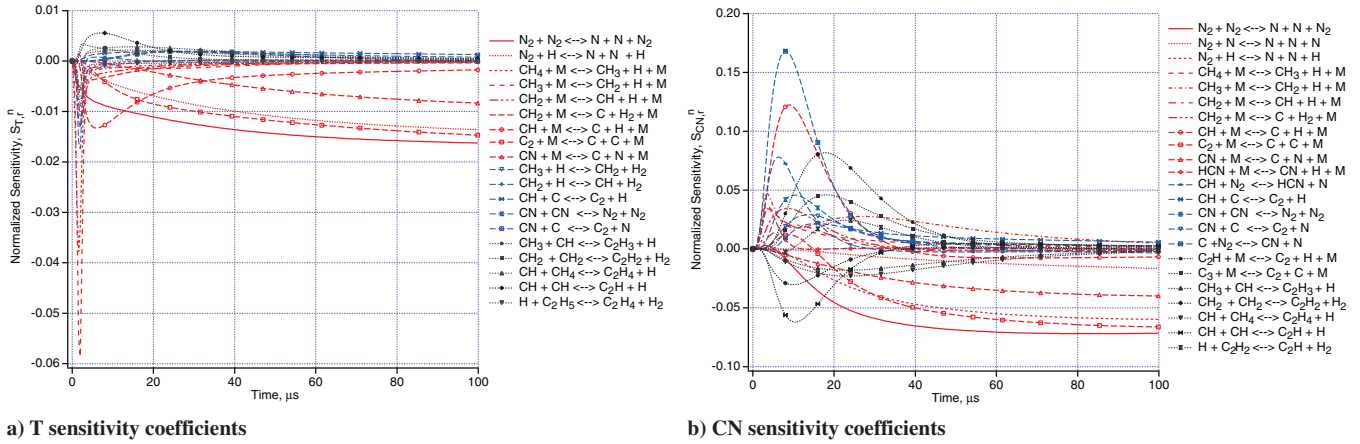 0.01
0.00
-0.01
-0.02
-0.03
-0.04
-0.05
-0.06
Normalized Sensitivity, S_T,r^n
0
20
40
60
80
100
Time, μs
N2 + N2 <--> N + N + N2
N2 + H <--> N + N + H
CH4 + M <--> CH3 + H + M
CH3 + M <--> CH2 + H + M
CH2 + M <--> CH + H + M
CH2 + M <--> C + H2 + M
CH + M <--> C + H + M
C2 + M <--> C + C + M
CN + M <--> C + N + M
CH3 + H <--> CH2 + H2
CH2 + H <--> CH + H2
CH + C <--> C2 + H
CN + CN <--> N2 + N2
CN + C <--> C2 + N
CH3 + CH <--> C2H3 + H
CH2 + CH2 <--> C2H2 + H2
CH + CH4 <--> C2H4 + H
CH + CH <--> C2H + H
H + C2H5 <--> C2H4 + H2
a) T sensitivity coefficients
0.20
0.15
0.10
0.05
0.00
-0.05
-0.10
Normalized Sensitivity, S_CN,r^n
0
20
40
60
80
100
Time, μs
N2 + N2 <--> N + N + N2
N2 + N <--> N + N + N
N2 + H <--> N + N + H
CH4 + M <--> CH3 + H + M
CH3 + M <--> CH2 + H + M
CH2 + M <--> CH + H + M
CH2 + M <--> C + H2 + M
CH + M <--> C + H + M
C2 + M <--> C + C + M
CN + M <--> C + N + M
HCN + M <--> CN + H + M
CH + N2 <--> HCN + N
CH + C <--> C2 + H
CN + CN <--> N2 + N2
CN + C <--> C2 + N
C +N2 <--> CN + N
C2H + M <--> C2 + H + M
C3 + M <--> C2 + C + M
CH3 + CH <--> C2H3 + H
CH2 + CH2 <--> C2H2 + H2
CH + CH4 <--> C2H4 + H
CH + CH <--> C2H + H
H + C2H2 <--> C2H + H2
b) CN sensitivity coefficients